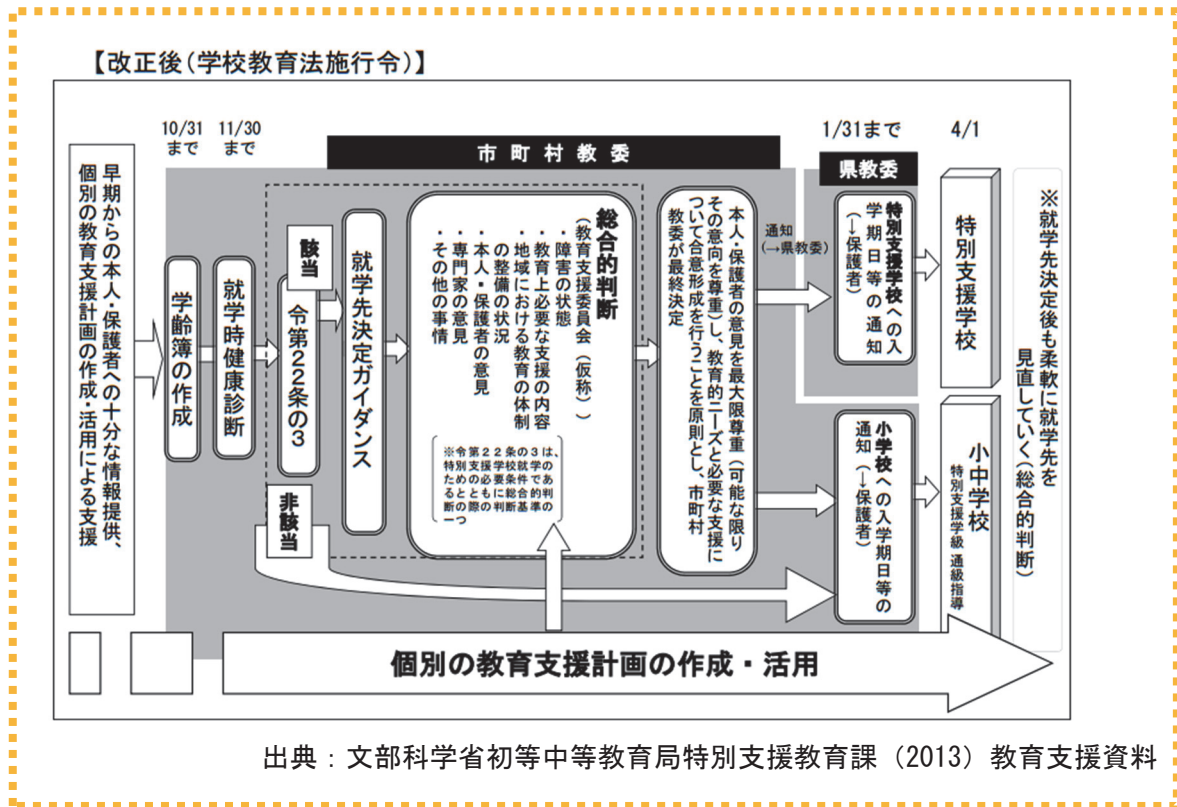 【改正後(学校教育法施行令)】
早期からの本人・保護者への十分な情報提供、
個別の教育支援計画の作成・活用による支援
10/31
まで
11/30
まで
市町村教委
1/31まで
4/1
県教委
学齢簿の作成
就学時健康診断
該当
令第22条の3
非該当
就学先決定ガイダンス
総合的判断
(教育支援委員会(仮称))
・障害の状態
・教育上必要な支援の内容
・地域における教育の体制
の整備の状況
・本人・保護者の意見
・専門家の意見
・その他の事情
※令第22条の3は、
特別支援学校就学の
ための必要条件であ
るとともに総合的判
断の際の判断基準の
一つ
本人・保護者の意見を最大限尊重(可能な限り
その意向を尊重)し、教育的ニーズと必要な支援に
ついて合意形成を行うことを原則とし、市町村
教委が最終決定
通知
(→県教委)
特別支援学校への入
学期日等の通知
(→保護者)
小学校への入学期日等の
通知(→保護者)
特別支援学校
小中学校
特別支援学級 通級指導
※就学先決定後も柔軟に就学先を
見直していく(総合的判断)
個別の教育支援計画の作成・活用
出典:文部科学省初等中等教育局特別支援教育課(2013)教育支援資料